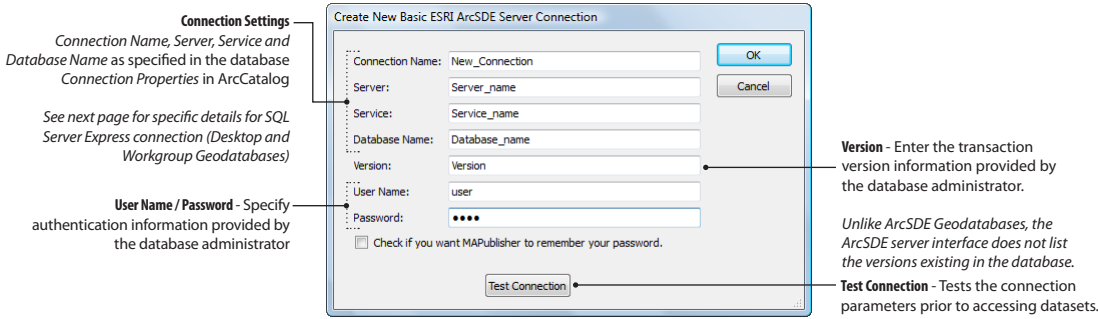 Connection Settings
Connection Name, Server, Service and
Database Name as specified in the database
Connection Properties in ArcCatalog
See next page for specific details for SQL
Server Express connection (Desktop and
Workgroup Geodatabases)
User Name / Password - Specify
authentication information provided by
the database administrator
Create New Basic ESRI ArcSDE Server Connection
Connection Name: New_Connection
Server: Server_name
Service: Service_name
Database Name: Database_name
Version: Version
User Name: user
Password: ●●●●
Check if you want MAPublisher to remember your password.
Test Connection
OK
Cancel
Version - Enter the transaction
version information provided by
the database administrator.
Unlike ArcSDE Geodatabases, the
ArcSDE server interface does not list
the versions existing in the database.
Test Connection - Tests the connection
parameters prior to accessing datasets.